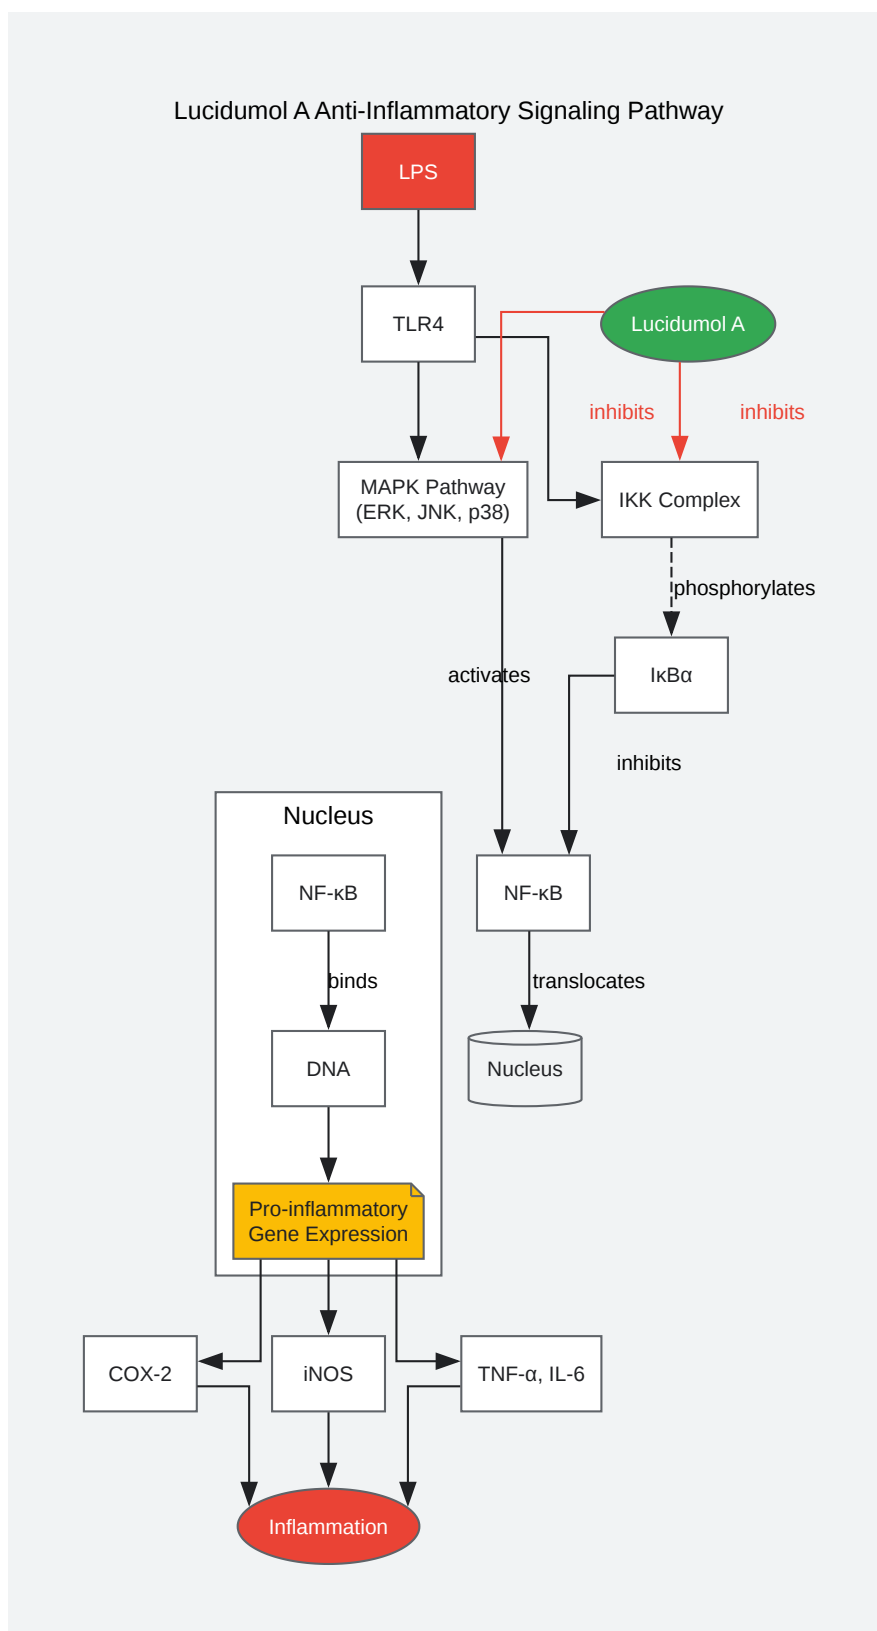 Lucidumol A Anti-Inflammatory Signaling Pathway
LPS
TLR4
Lucidumol A
inhibits
inhibits
MAPK Pathway
(ERK, JNK, p38)
IKK Complex
phosphorylates
activates
IκBα
inhibits
Nucleus
NF-κB
NF-κB
binds
translocates
DNA
Nucleus
Pro-inflammatory
Gene Expression
COX-2
iNOS
TNF-α, IL-6
Inflammation